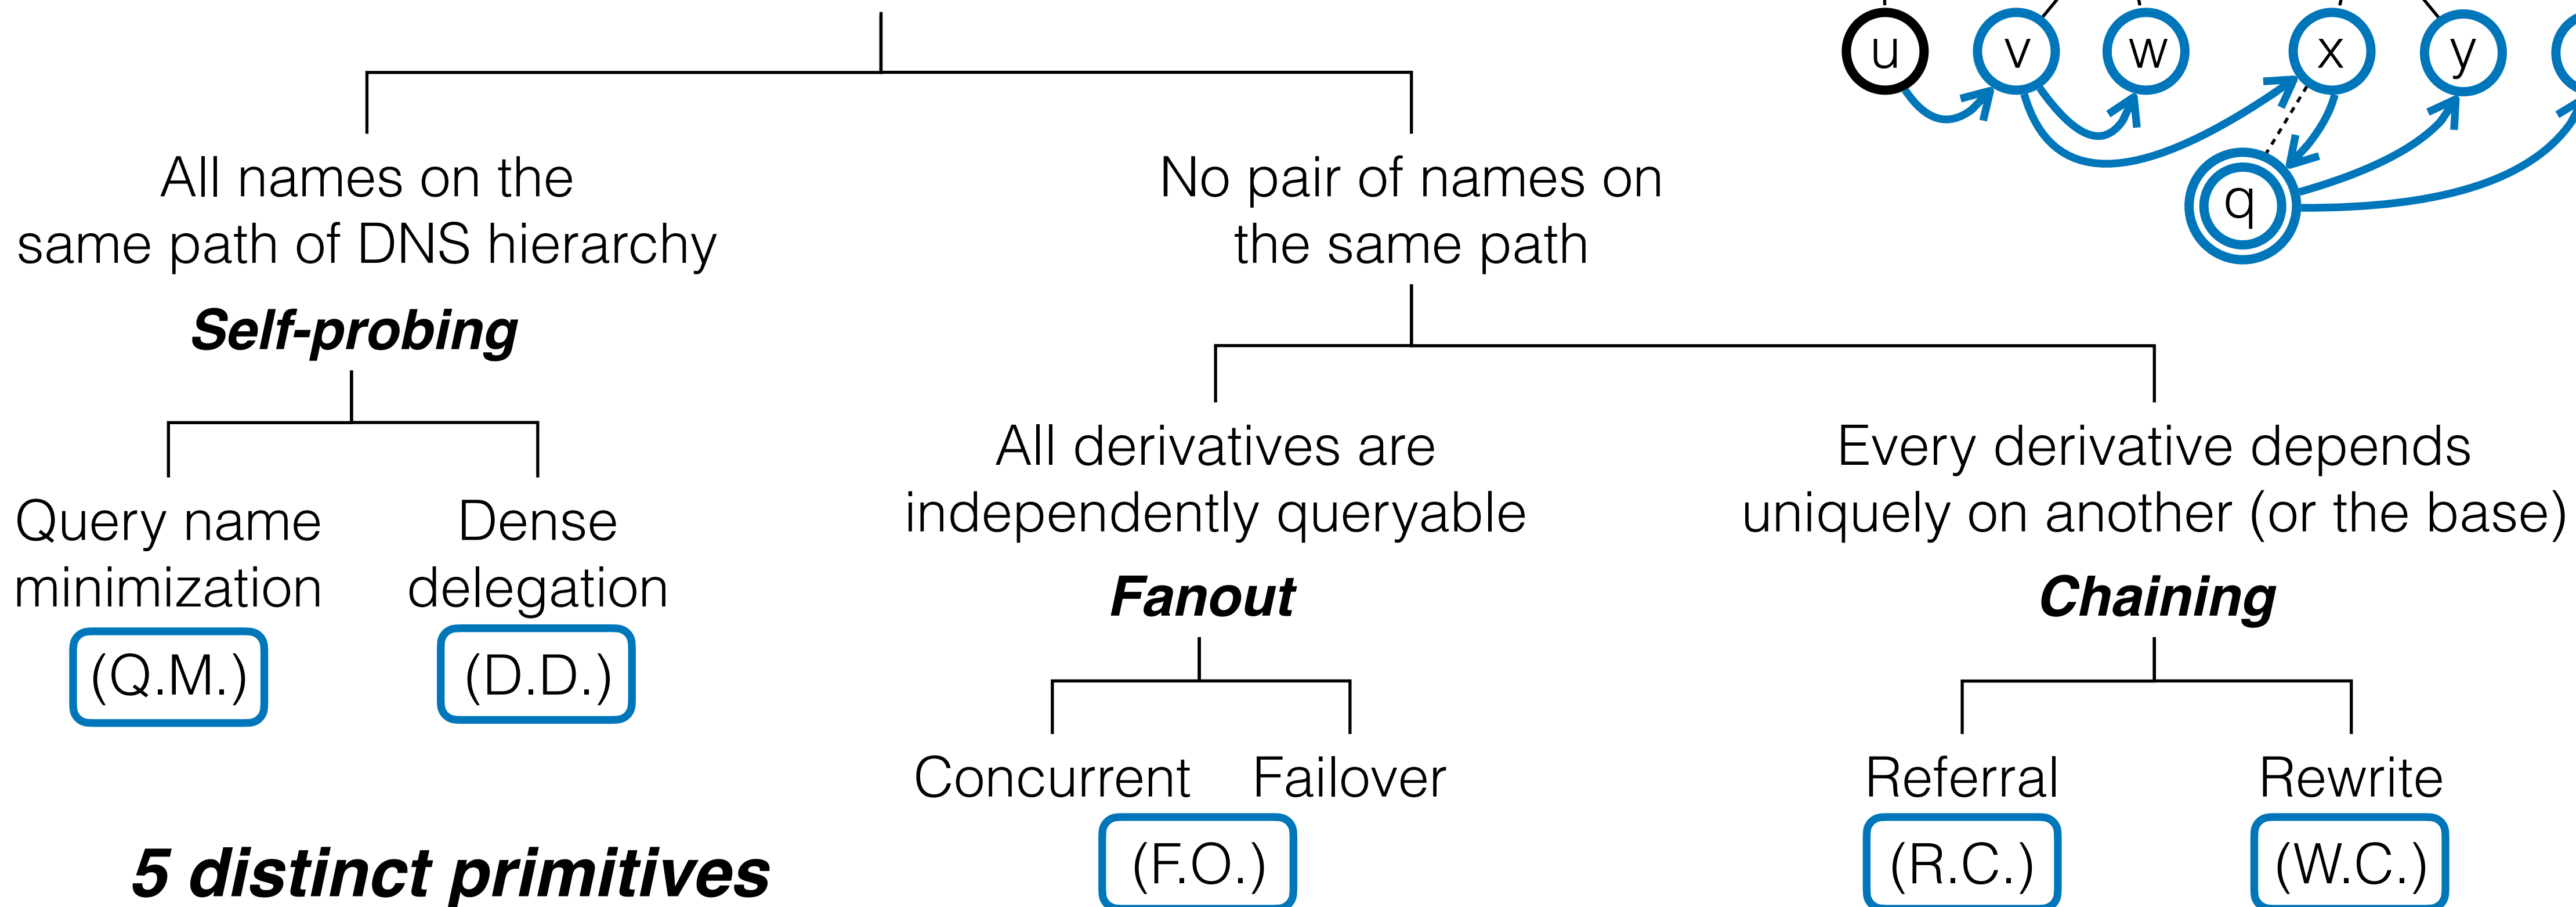 u
v
w
x
y
q
All names on the
same path of DNS hierarchy
Self-probing
No pair of names on
the same path
Query name
minimization
(Q.M.)
Dense
delegation
(D.D.)
All derivatives are
independently queryable
Fanout
Every derivative depends
uniquely on another (or the base)
Chaining
Concurrent
Failover
(F.O.)
Referral
(R.C.)
Rewrite
(W.C.)
5 distinct primitives